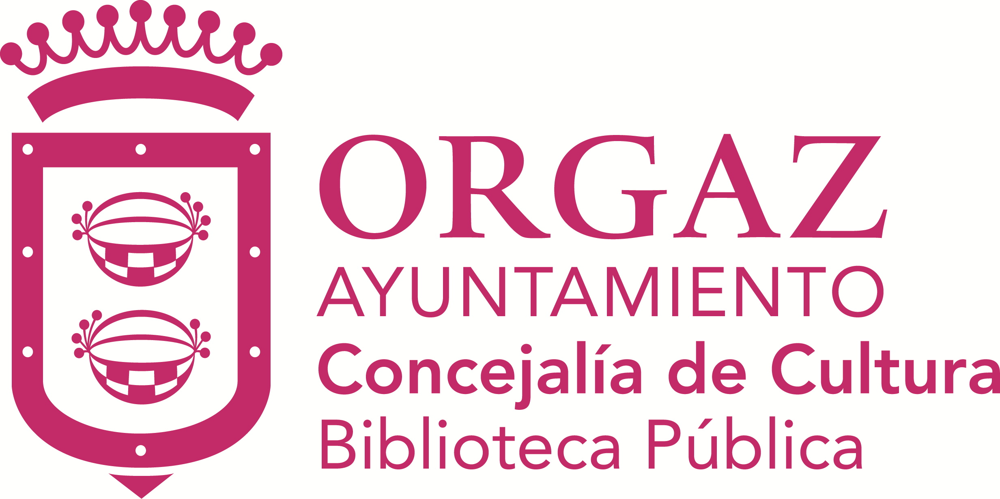 ORGAZ
AYUNTAMIENTO
Concejalía de Cultura
Biblioteca Pública